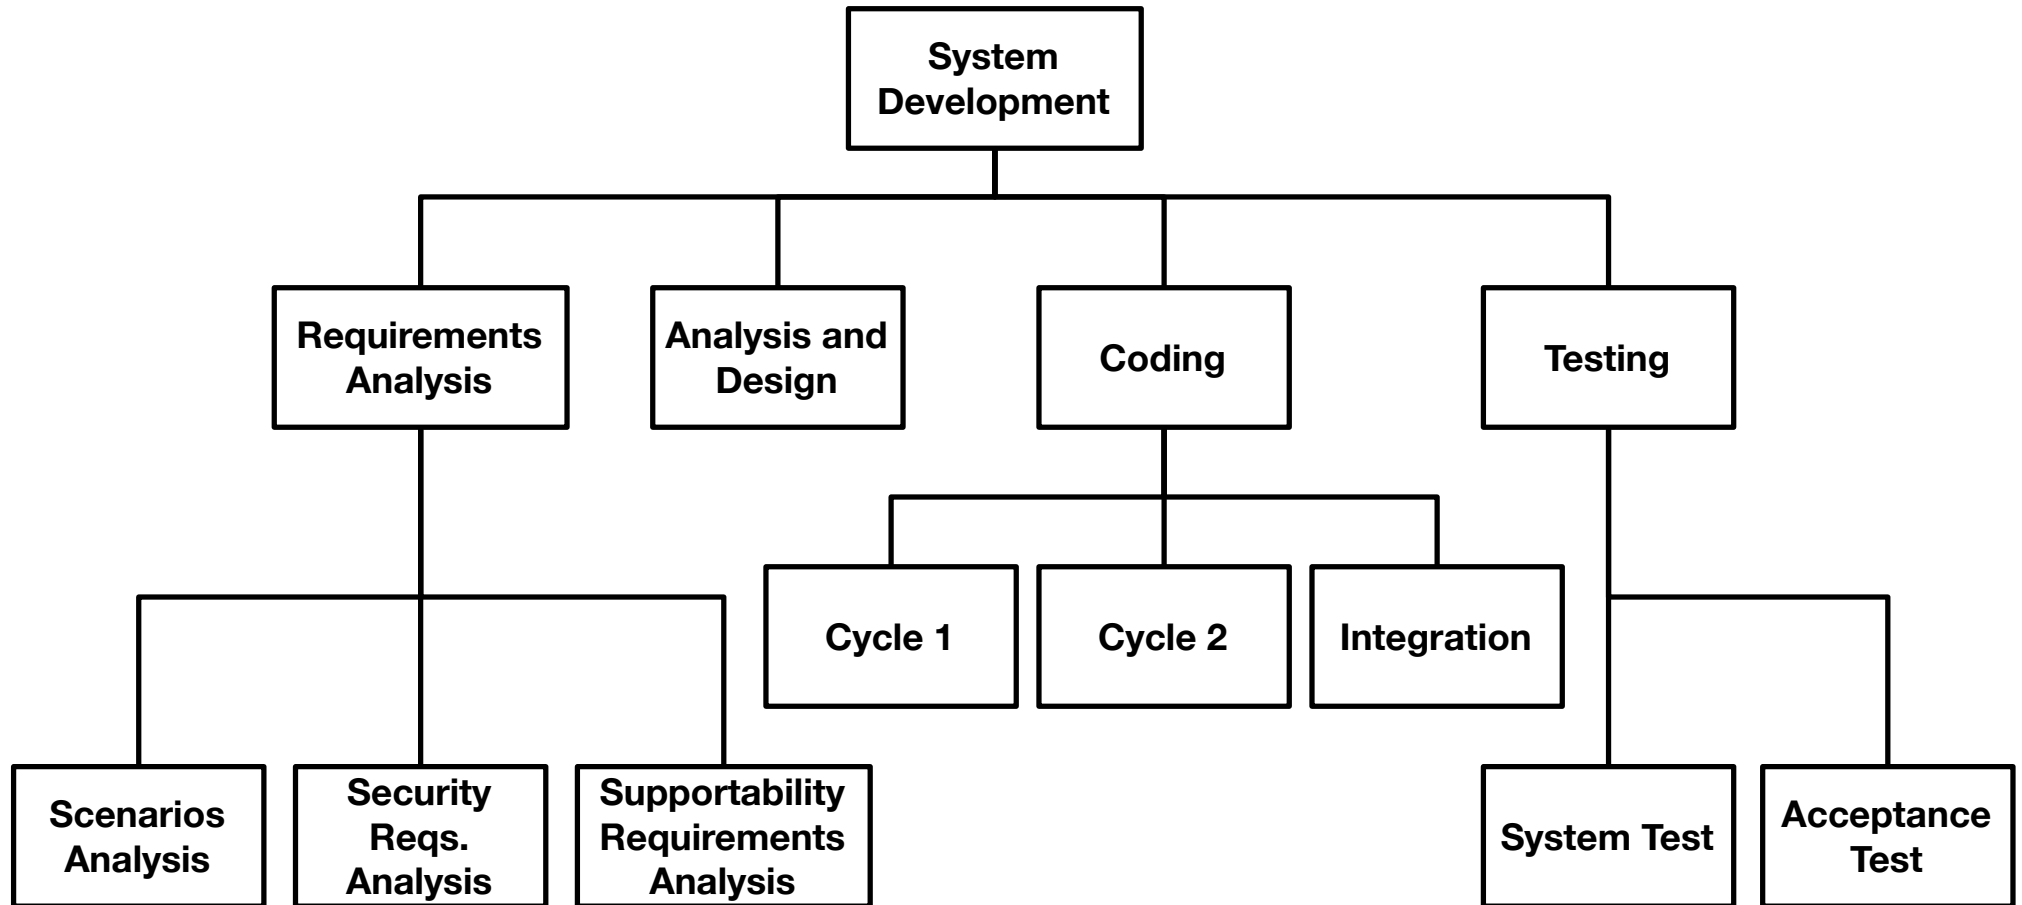 System
Development
Requirements
Analysis
Analysis and
Design
Coding
Testing
Cycle 1
Cycle 2
Integration
Scenarios
Analysis
Security
Reqs.
Analysis
Supportability
Requirements
Analysis
System Test
Acceptance
Test